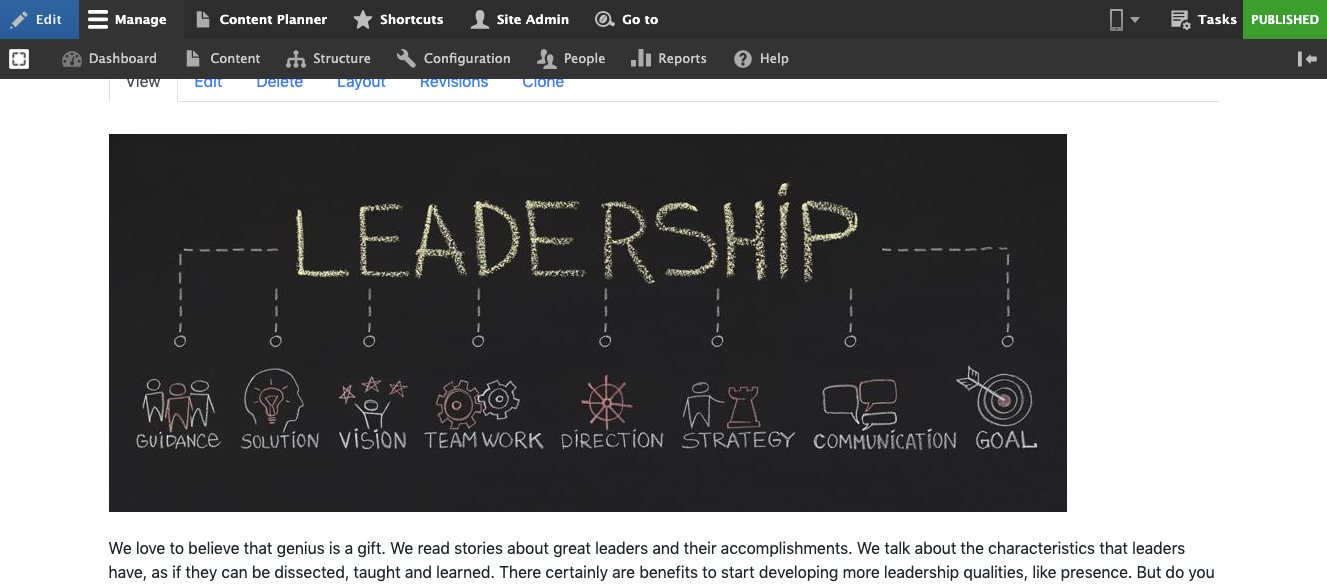 Edit Manage Content Planner Shortcuts Site Admin Go to Tasks PUBLISHED
Dashboard Content Structure Configuration People Reports Help
View Edit Delete Layout Revisions Clone
LEADERSHiP
GUIDANCE SOLUTION ViSiON TEAM WORK DiRECTiON STRATEGY COMMUNiCATiON GOAL
We love to believe that genius is a gift. We read stories about great leaders and their accomplishments. We talk about the characteristics that leaders
have, as if they can be dissected, taught and learned. There certainly are benefits to start developing more leadership qualities, like presence. But do you